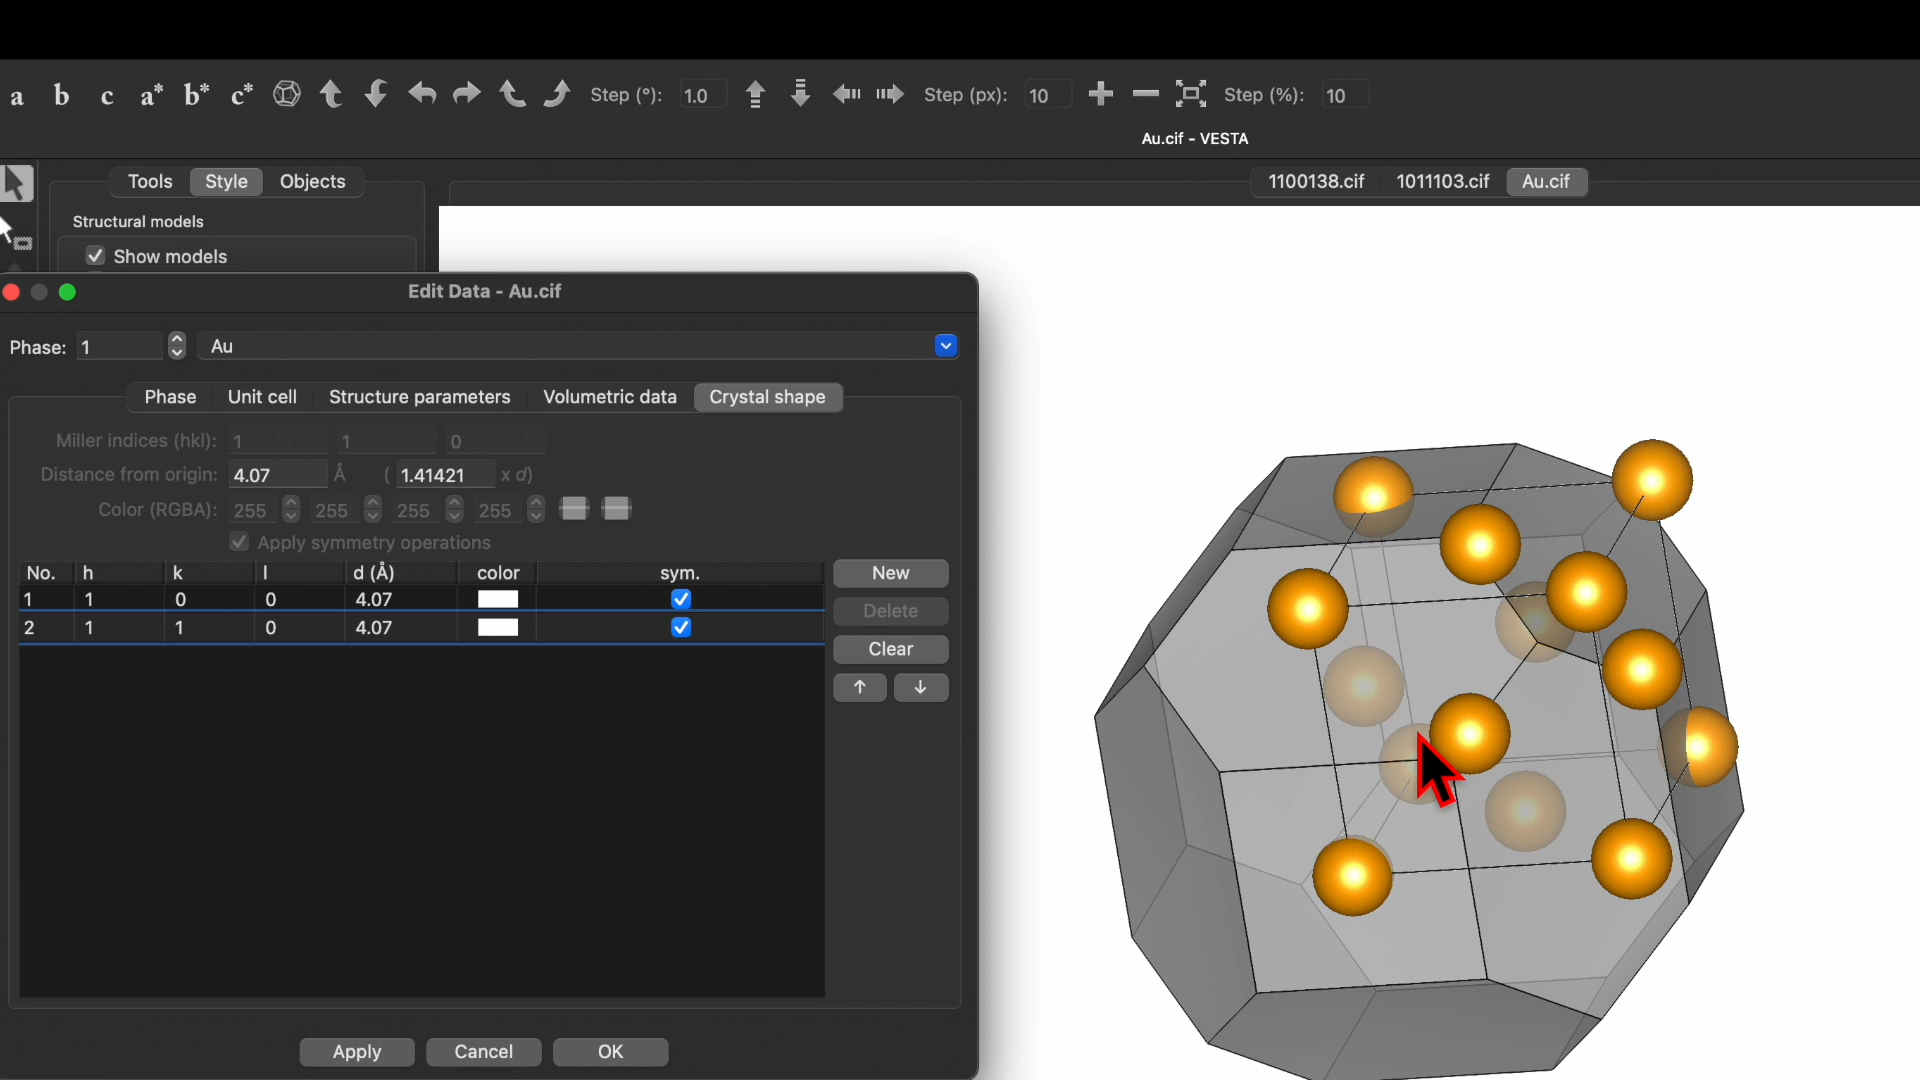 a b c a* b* c* Step (°): 1.0 Step (px): 10 Step (%): 10
Au.cif - VESTA
Tools Style Objects
1100138.cif 1011103.cif Au.cif
Structural models
Show models
Edit Data - Au.cif
Phase: 1 Au
Phase Unit cell Structure parameters Volumetric data Crystal shape
Miller indices (hkl): 1 1 0
Distance from origin: 4.07 Å ( 1.41421 x d)
Color (RGBA): 255 255 255 255
Apply symmetry operations
No. h k l d (Å) color sym.
1 1 0 0 4.07
2 1 1 0 4.07
New
Delete
Clear
Apply Cancel OK